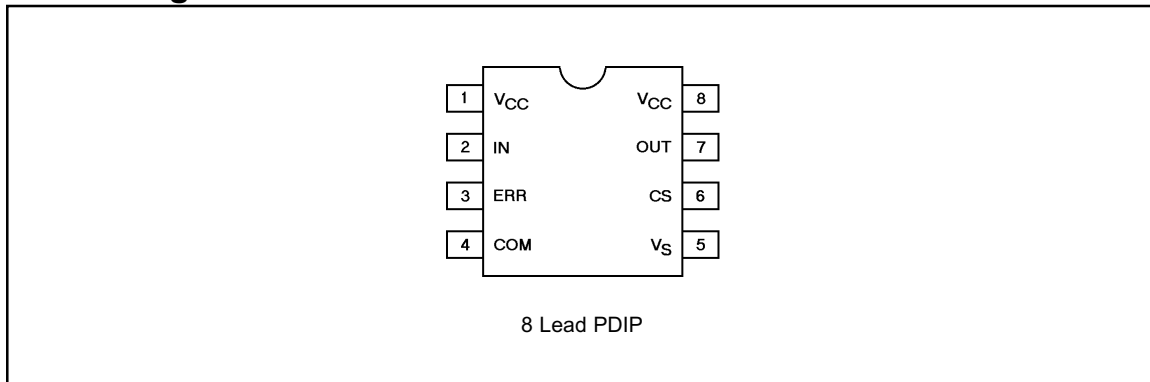 1 VCC VCC 8
2 IN OUT 7
3 ERR CS 6
4 COM VS 5
8 Lead PDIP